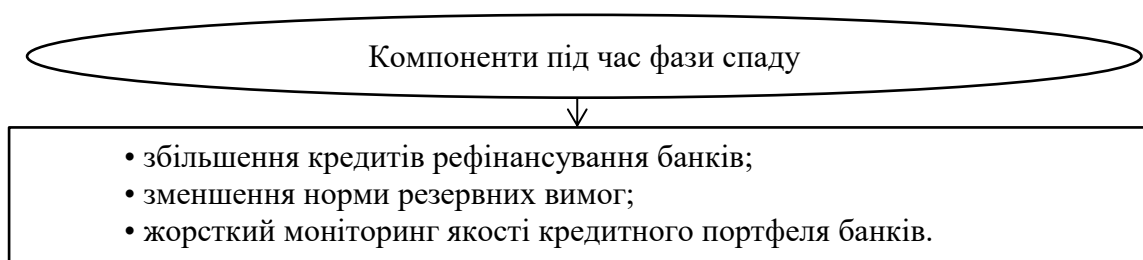 Компоненти під час фази спаду
• збільшення кредитів рефінансування банків;
• зменшення норми резервних вимог;
• жорсткий моніторинг якості кредитного портфеля банків.